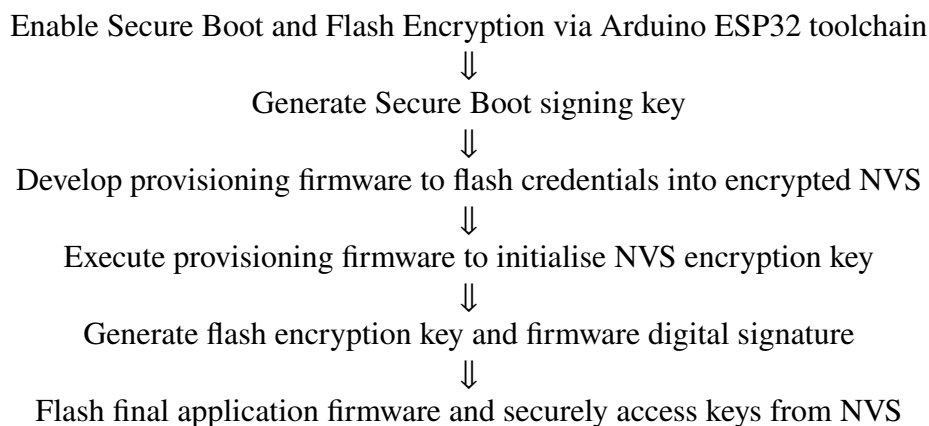 Enable Secure Boot and Flash Encryption via Arduino ESP32 toolchain
⇓
Generate Secure Boot signing key
⇓
Develop provisioning firmware to flash credentials into encrypted NVS
⇓
Execute provisioning firmware to initialise NVS encryption key
⇓
Generate flash encryption key and firmware digital signature
⇓
Flash final application firmware and securely access keys from NVS